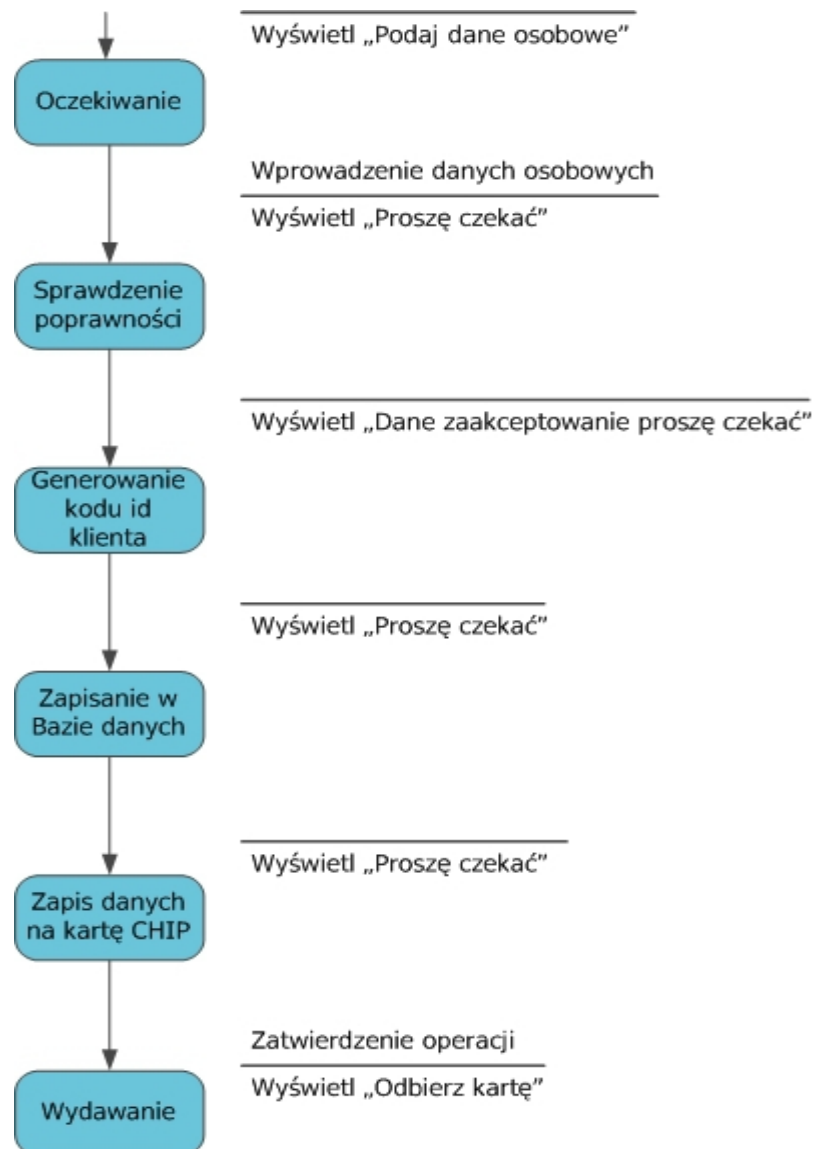 Wyświetl „Podaj dane osobowe”
Oczekiwanie
Wprowadzenie danych osobowych
Wyświetl „Proszę czekać”
Sprawdzenie
poprawności
Wyświetl „Dane zaakceptowanie proszę czekać”
Generowanie
kodu id
klienta
Wyświetl „Proszę czekać”
Zapisanie w
Bazie danych
Wyświetl „Proszę czekać”
Zapis danych
na kartę CHIP
Zatwierdzenie operacji
Wyświetl „Odbierz kartę”
Wydawanie